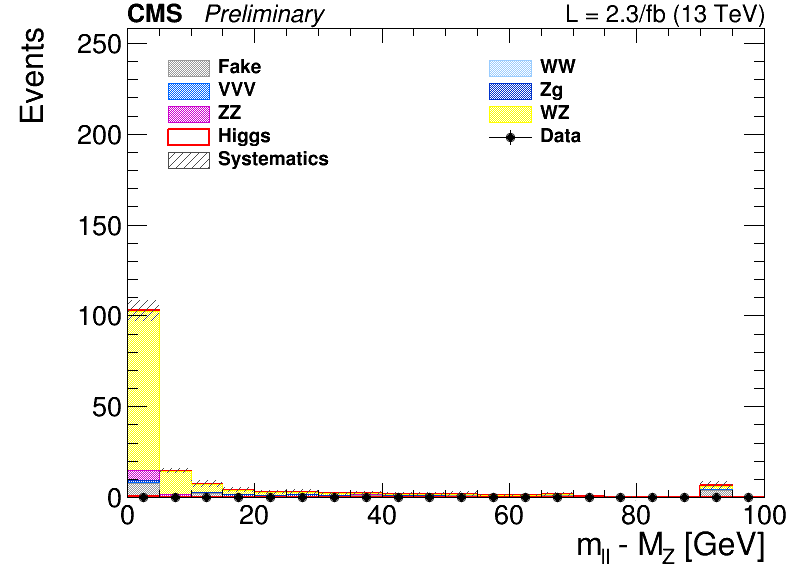 CMS Preliminary L = 2.3/fb (13 TeV)
Events
250
200
150
100
50
0
Fake
VVV
ZZ
Higgs
Systematics
WW
Zg
WZ
Data
0 20 40 60 80 100
m_ll - M_Z [GeV]